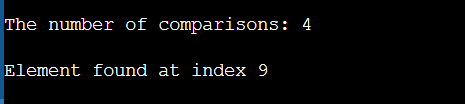 The number of comparisons: 4
Element found at index 9